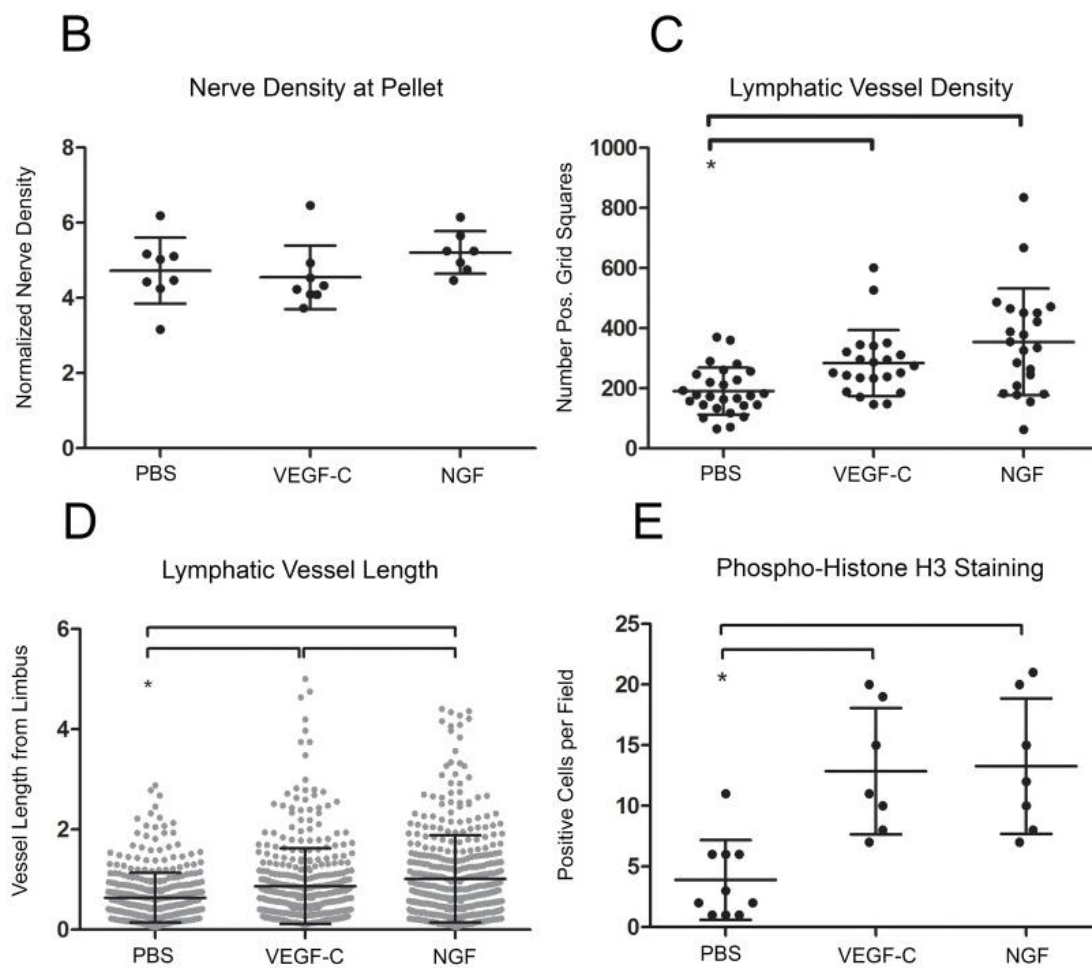 B
Nerve Density at Pellet
Normalized Nerve Density
8
6
4
2
0
PBS VEGF-C NGF
C
Lymphatic Vessel Density
Number Pos. Grid Squares
1000
800
600
400
200
0
*
PBS VEGF-C NGF
D
Lymphatic Vessel Length
Vessel Length from Limbus
6
4
2
0
*
PBS VEGF-C NGF
E
Phospho-Histone H3 Staining
Positive Cells per Field
25
20
15
10
5
0
*
PBS VEGF-C NGF